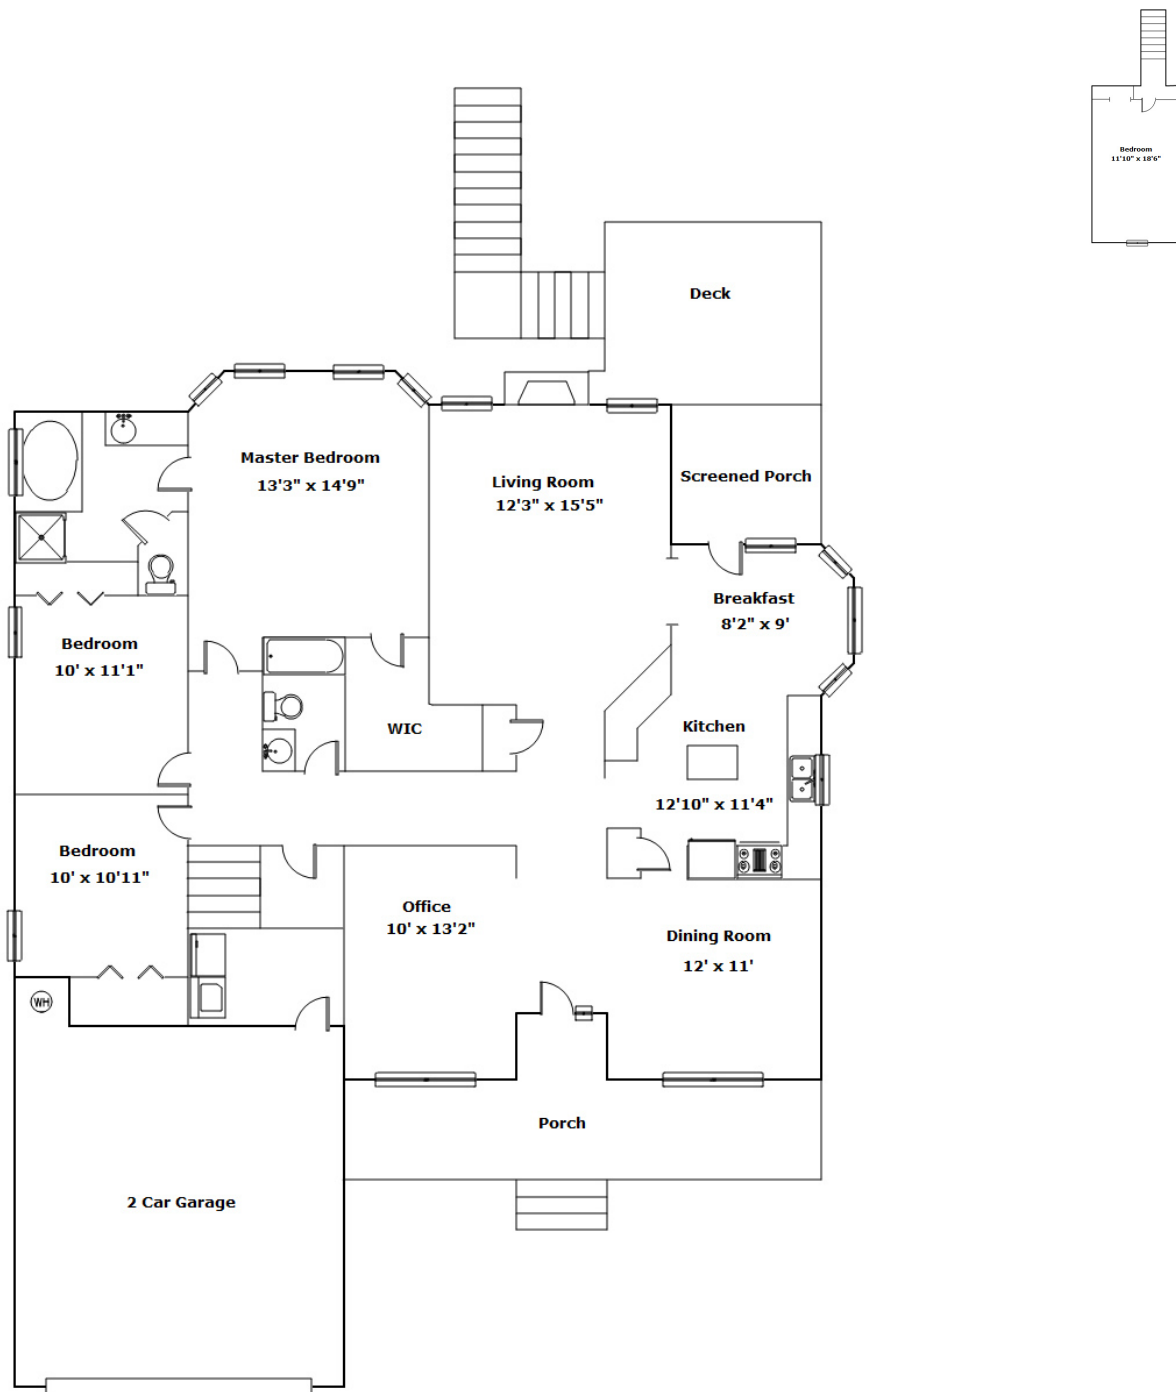 Bedroom
11'10" x 18'6"
Deck
Master Bedroom
13'3" x 14'9"
Living Room
12'3" x 15'5"
Screened Porch
Breakfast
8'2" x 9'
Bedroom
10' x 11'1"
WIC
Kitchen
12'10" x 11'4"
Bedroom
10' x 10'11"
Office
10' x 13'2"
Dining Room
12' x 11'
WH
Porch
2 Car Garage